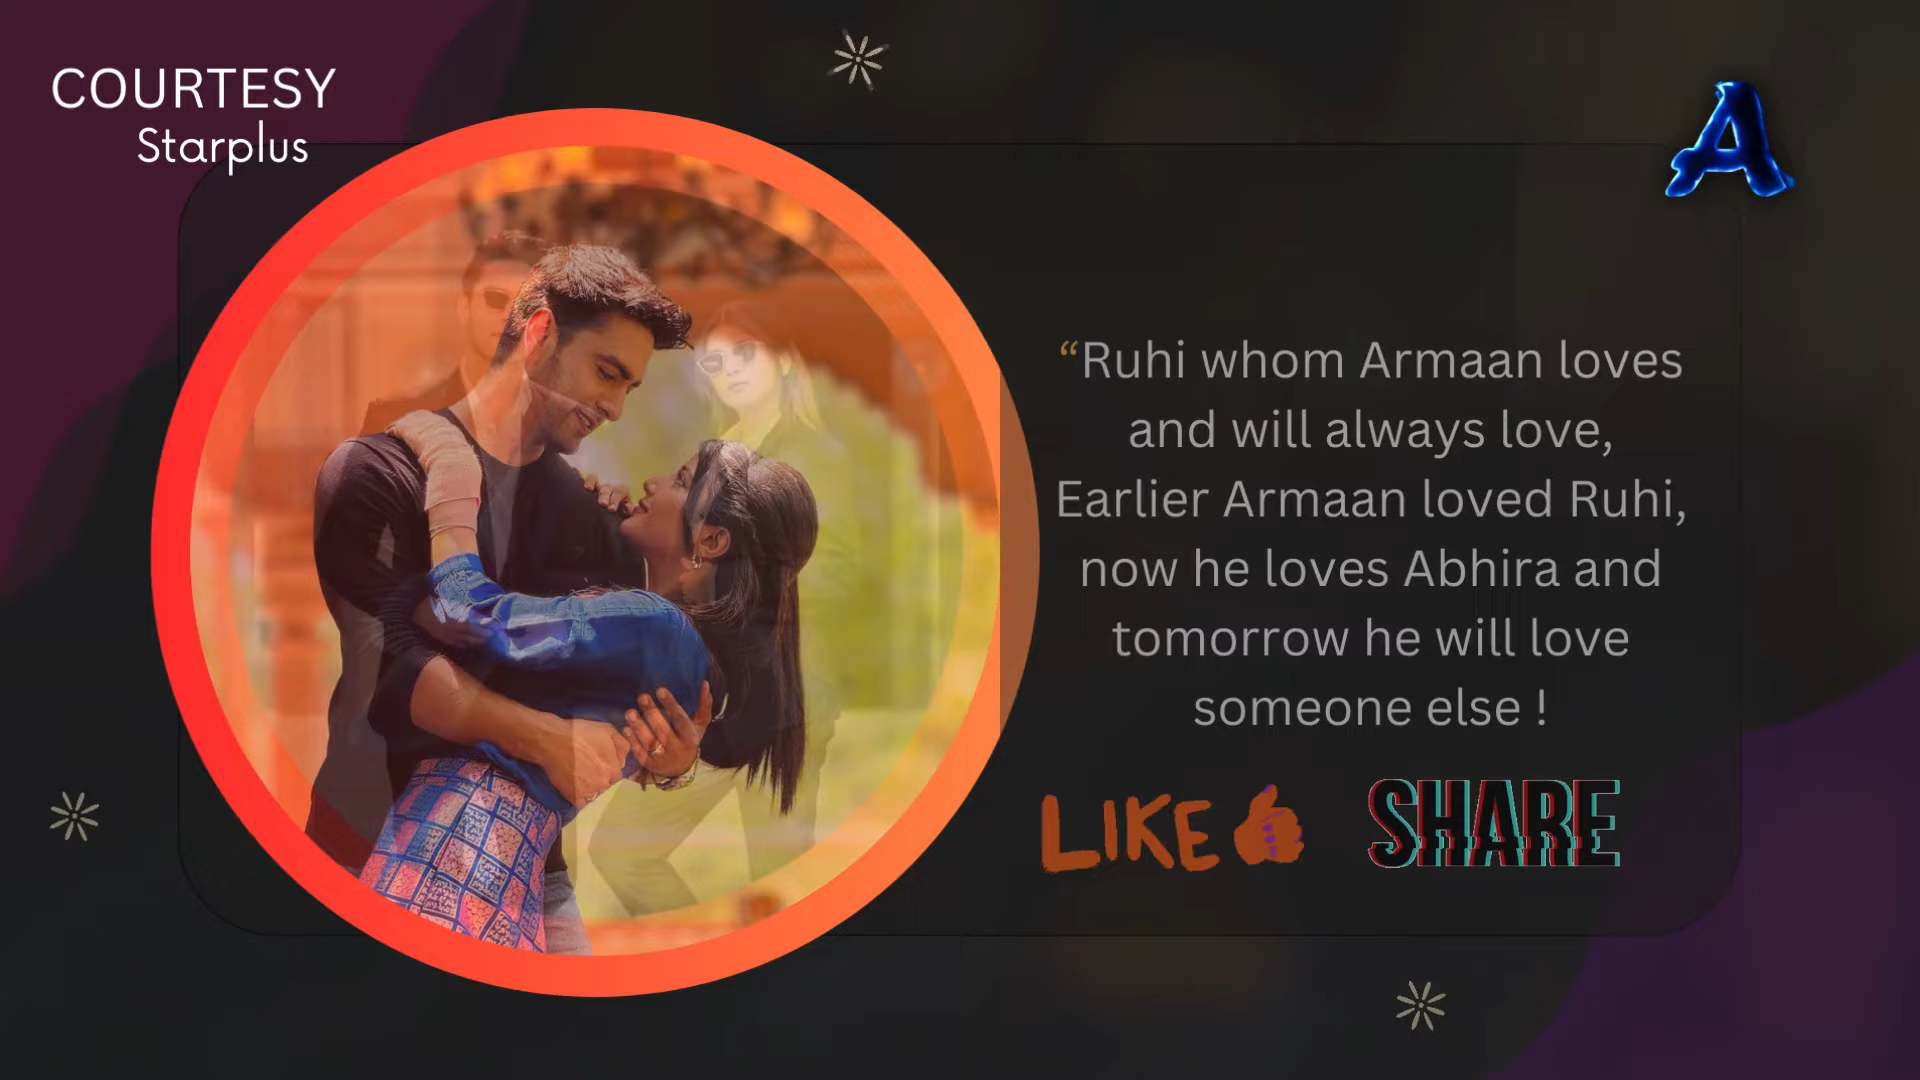 COURTESY
Starplus
A
“Ruhi whom Armaan loves
and will always love,
Earlier Armaan loved Ruhi,
now he loves Abhira and
tomorrow he will love
someone else !
LIKE SHARE